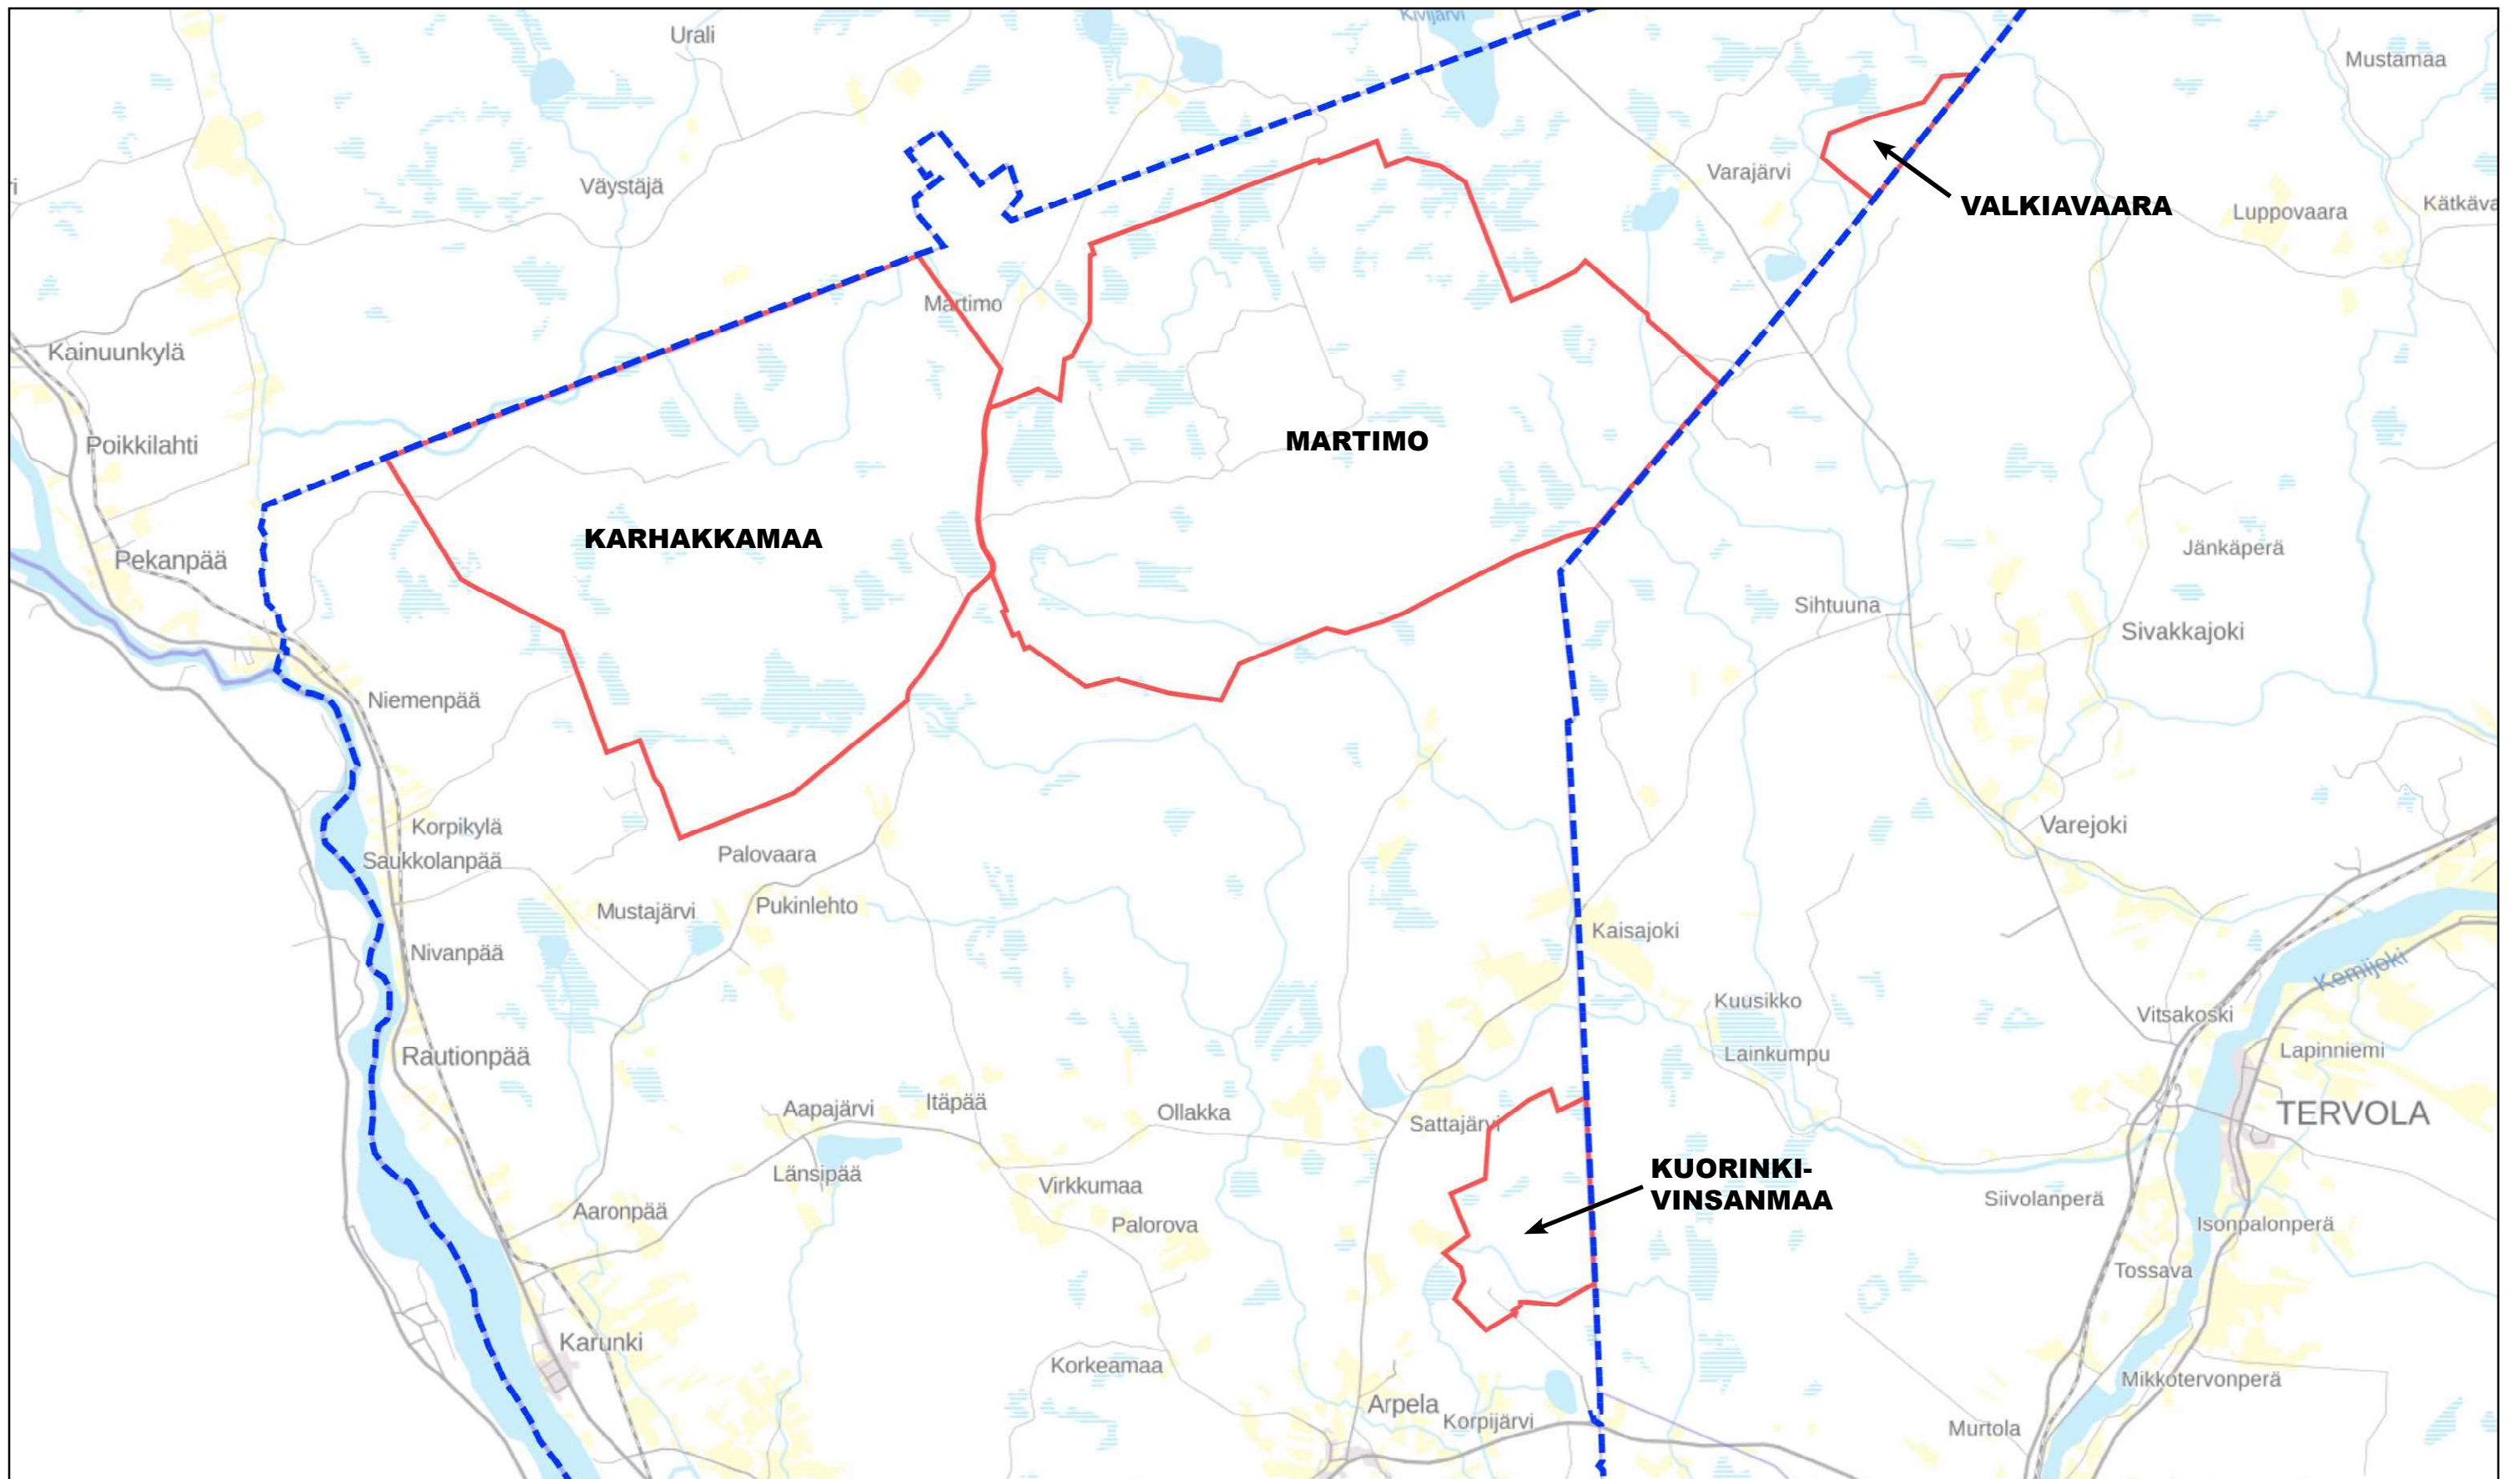 Kivijärvi
Urali
Mustamaa
Varajärvi
Väystäjä
VALKIAVAARA
Luppovaara
Kätkäva
Martimo
Kainuunkylä
Poikkilahti
MARTIMO
KARHAKKAMAA
Pekanpää
Jänkäperä
Sihtuuna
Sivakkajoki
Niemenpää
Korpikylä
Varejoki
Saukkolanpää
Palovaara
Mustajärvi
Pukinlehto
Kaisajoki
Nivanpää
Kemijoki
Kuusikko
Vitsakoski
Rautionpää
Lainkumpu
Lapinniemi
Aapajärvi
Itäpää
Ollakka
Sattajärvi
TERVOLA
Länsipää
Virkkumaa
KUORINKI-
VINSANMAA
Siivolanperä
Aaronpää
Palorova
Isonpalonperä
Tossava
Karunki
Korkeamaa
Mikkotervonperä
Arpela
Korpijärvi
Murtola